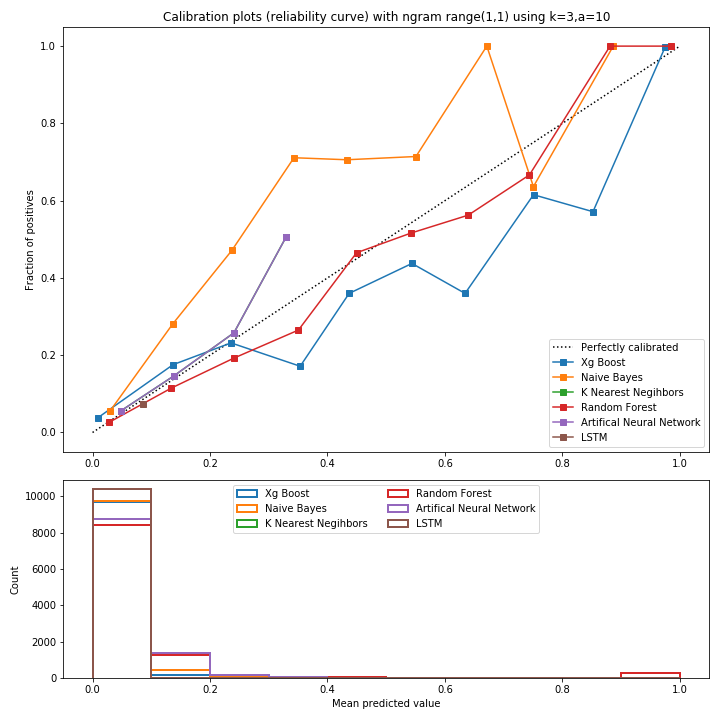 Calibration plots (reliability curve) with ngram range(1,1) using k=3,a=10
1.0
0.8
0.6
0.4
0.2
0.0
Fraction of positives
Perfectly calibrated
Xg Boost
Naive Bayes
K Nearest Negihbors
Random Forest
Artifical Neural Network
LSTM
0.0 0.2 0.4 0.6 0.8 1.0
10000
8000
6000
4000
2000
0
Count
Xg Boost Random Forest
Naive Bayes Artifical Neural Network
K Nearest Negihbors LSTM
0.0 0.2 0.4 0.6 0.8 1.0
Mean predicted value